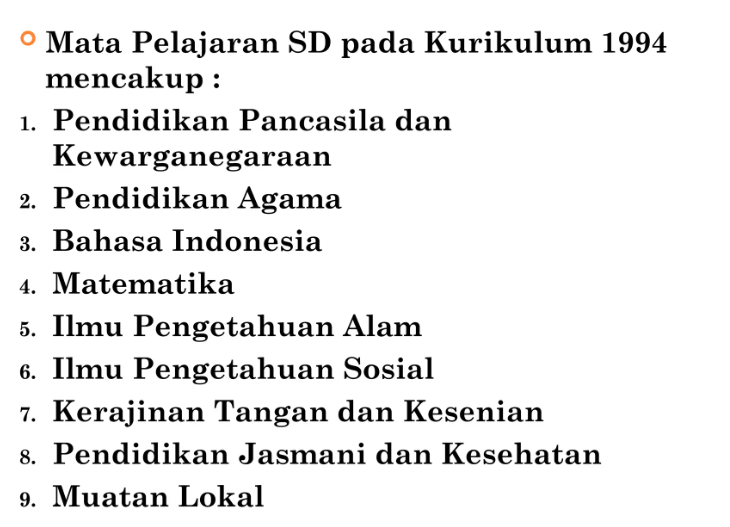 Mata Pelajaran SD pada Kurikulum 1994
mencakup :
1. Pendidikan Pancasila dan
Kewarganegaraan
2. Pendidikan Agama
3. Bahasa Indonesia
4. Matematika
5. Ilmu Pengetahuan Alam
6. Ilmu Pengetahuan Sosial
7. Kerajinan Tangan dan Kesenian
8. Pendidikan Jasmani dan Kesehatan
9. Muatan Lokal